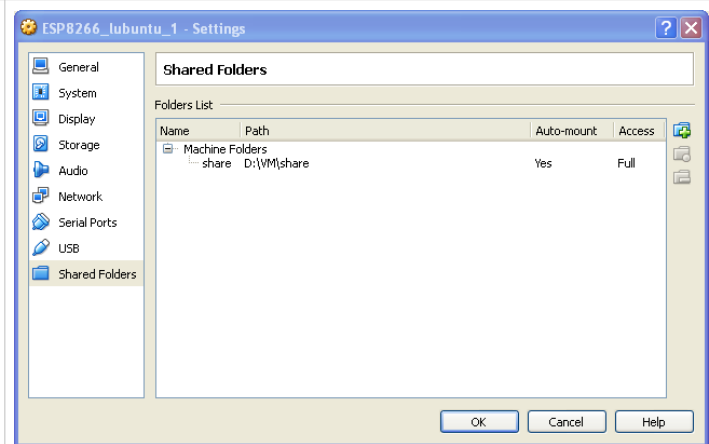 ESP8266_lubuntu_1 - Settings
General
System
Display
Storage
Audio
Network
Serial Ports
USB
Shared Folders
Shared Folders
Folders List
Name Path Auto-mount Access
Machine Folders
share D:\VM\share Yes Full
OK Cancel Help